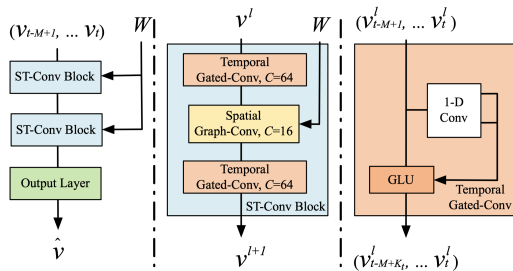 (v_{t-M+1}, ... v_t)
W
ST-Conv Block
ST-Conv Block
Output Layer
v̂
v^l
W
Temporal
Gated-Conv, C=64
Spatial
Graph-Conv, C=16
Temporal
Gated-Conv, C=64
ST-Conv Block
v^{l+1}
(v^l_{t-M+1}, ... v^l_t)
1-D
Conv
GLU
Temporal
Gated-Conv
(v^l_{t-M+K_t}, ... v^l_t)